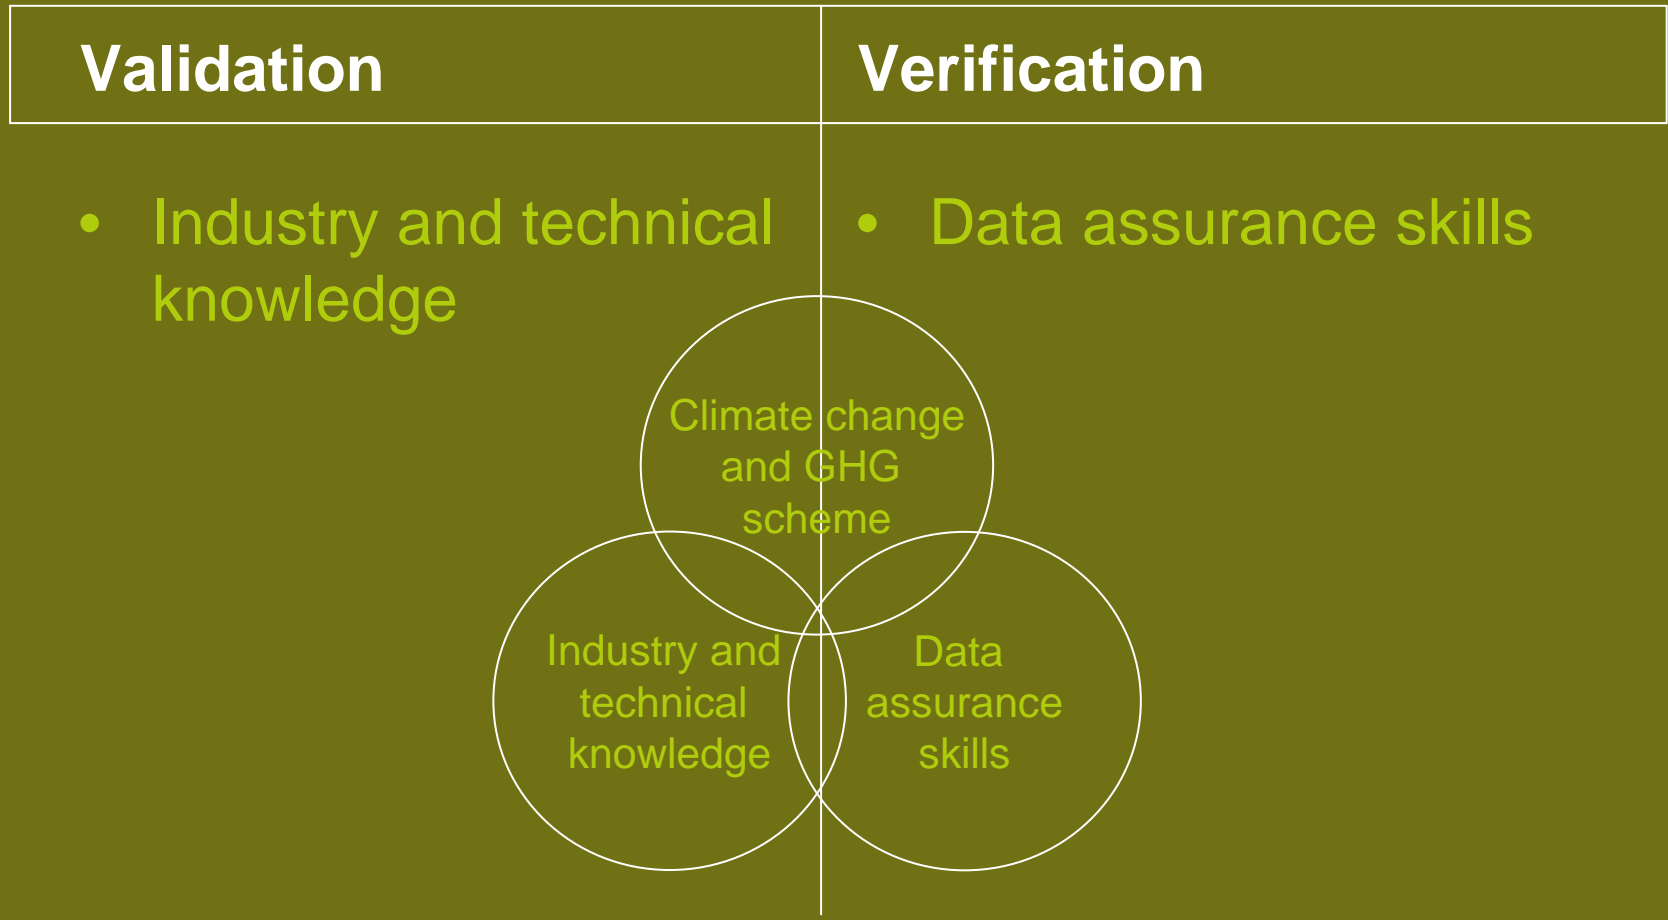 Validation
Verification
• Industry and technical
knowledge
• Data assurance skills
Climate change
and GHG
scheme
Industry and
technical
knowledge
Data
assurance
skills